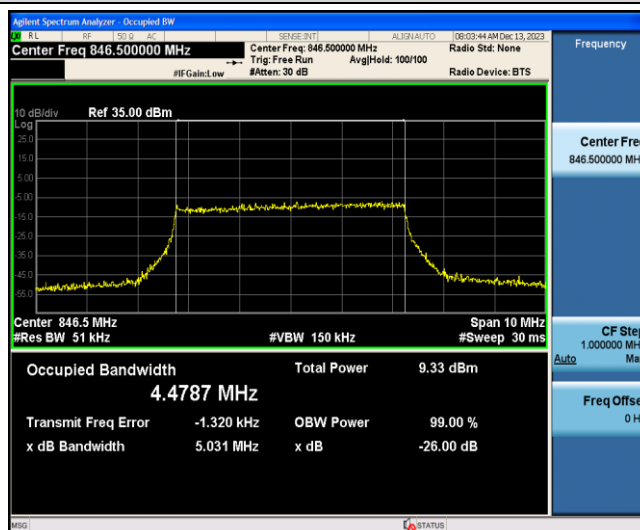 Agilent Spectrum Analyzer - Occupied BW
RL RF 50 Ω AC SENSE:INT ALIGN AUTO 08:03:44 AM Dec 13, 2023
Center Freq 846.500000 MHz
Center Freq: 846.500000 MHz Radio Std: None
Trig: Free Run Avg|Hold: 100/100
#IFGain:Low #Atten: 30 dB Radio Device: BTS
10 dB/div Ref 35.00 dBm
Log
25.0
15.0
5.00
-5.00
-15.0
-25.0
-35.0
-45.0
-55.0
Center 846.5 MHz Span 10 MHz
#Res BW 51 kHz #VBW 150 kHz #Sweep 30 ms
Occupied Bandwidth Total Power 9.33 dBm
4.4787 MHz
Transmit Freq Error -1.320 kHz OBW Power 99.00 %
x dB Bandwidth 5.031 MHz x dB -26.00 dB
MSG STATUS
Frequency
Center Fre
846.500000 MH
CF Step
1.000000 MH
Auto Ma
Freq Offse
0 H